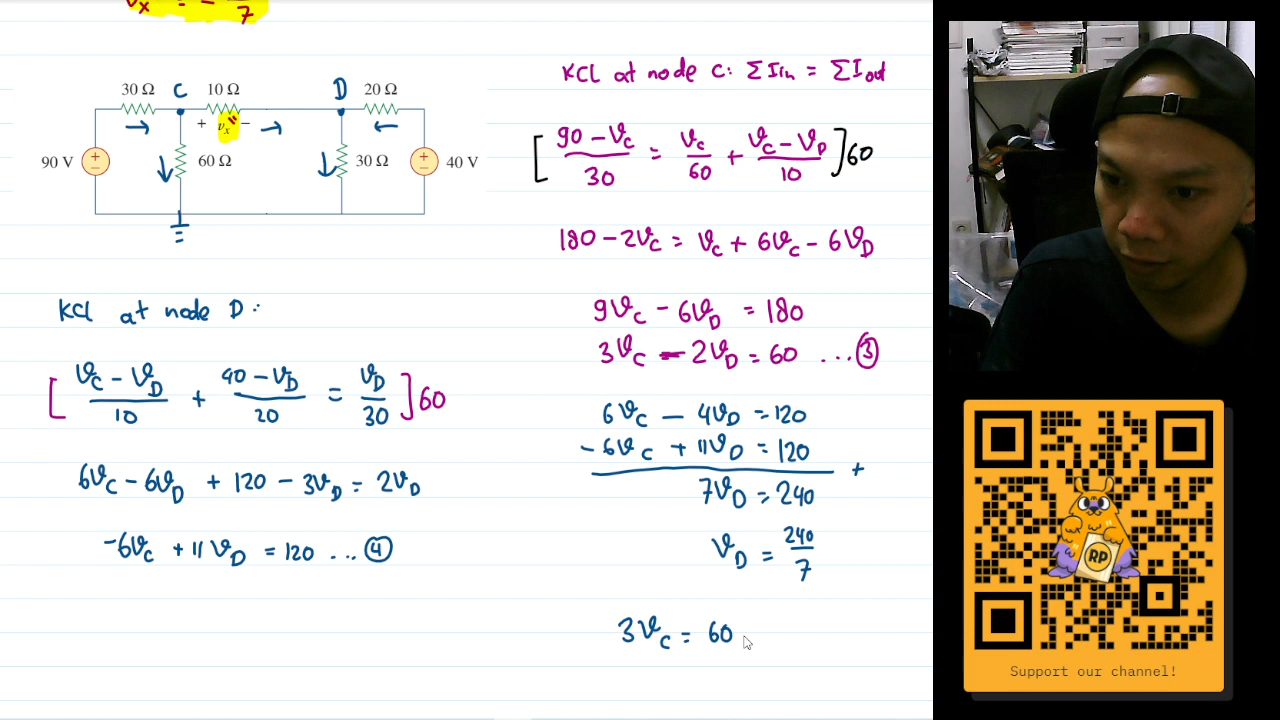 vx = - /7
30 Ω C 10 Ω D 20 Ω
+ vx" −
90 V + − 60 Ω 30 Ω + − 40 V
KCL at node C: ΣIin = ΣIout
[ (90 − VC)/30 = VC/60 + (VC − VD)/10 ] 60
180 − 2VC = VC + 6VC − 6VD
9VC − 6VD = 180
3VC − 2VD = 60 ... ③
6VC − 4VD = 120
−6VC + 11VD = 120 +
7VD = 240
VD = 240/7
3VC = 60
KCL at node D:
[ (VC − VD)/10 + (40 − VD)/20 = VD/30 ] 60
6VC − 6VD + 120 − 3VD = 2VD
−6VC + 11VD = 120 ... ④
RP
Support our channel!